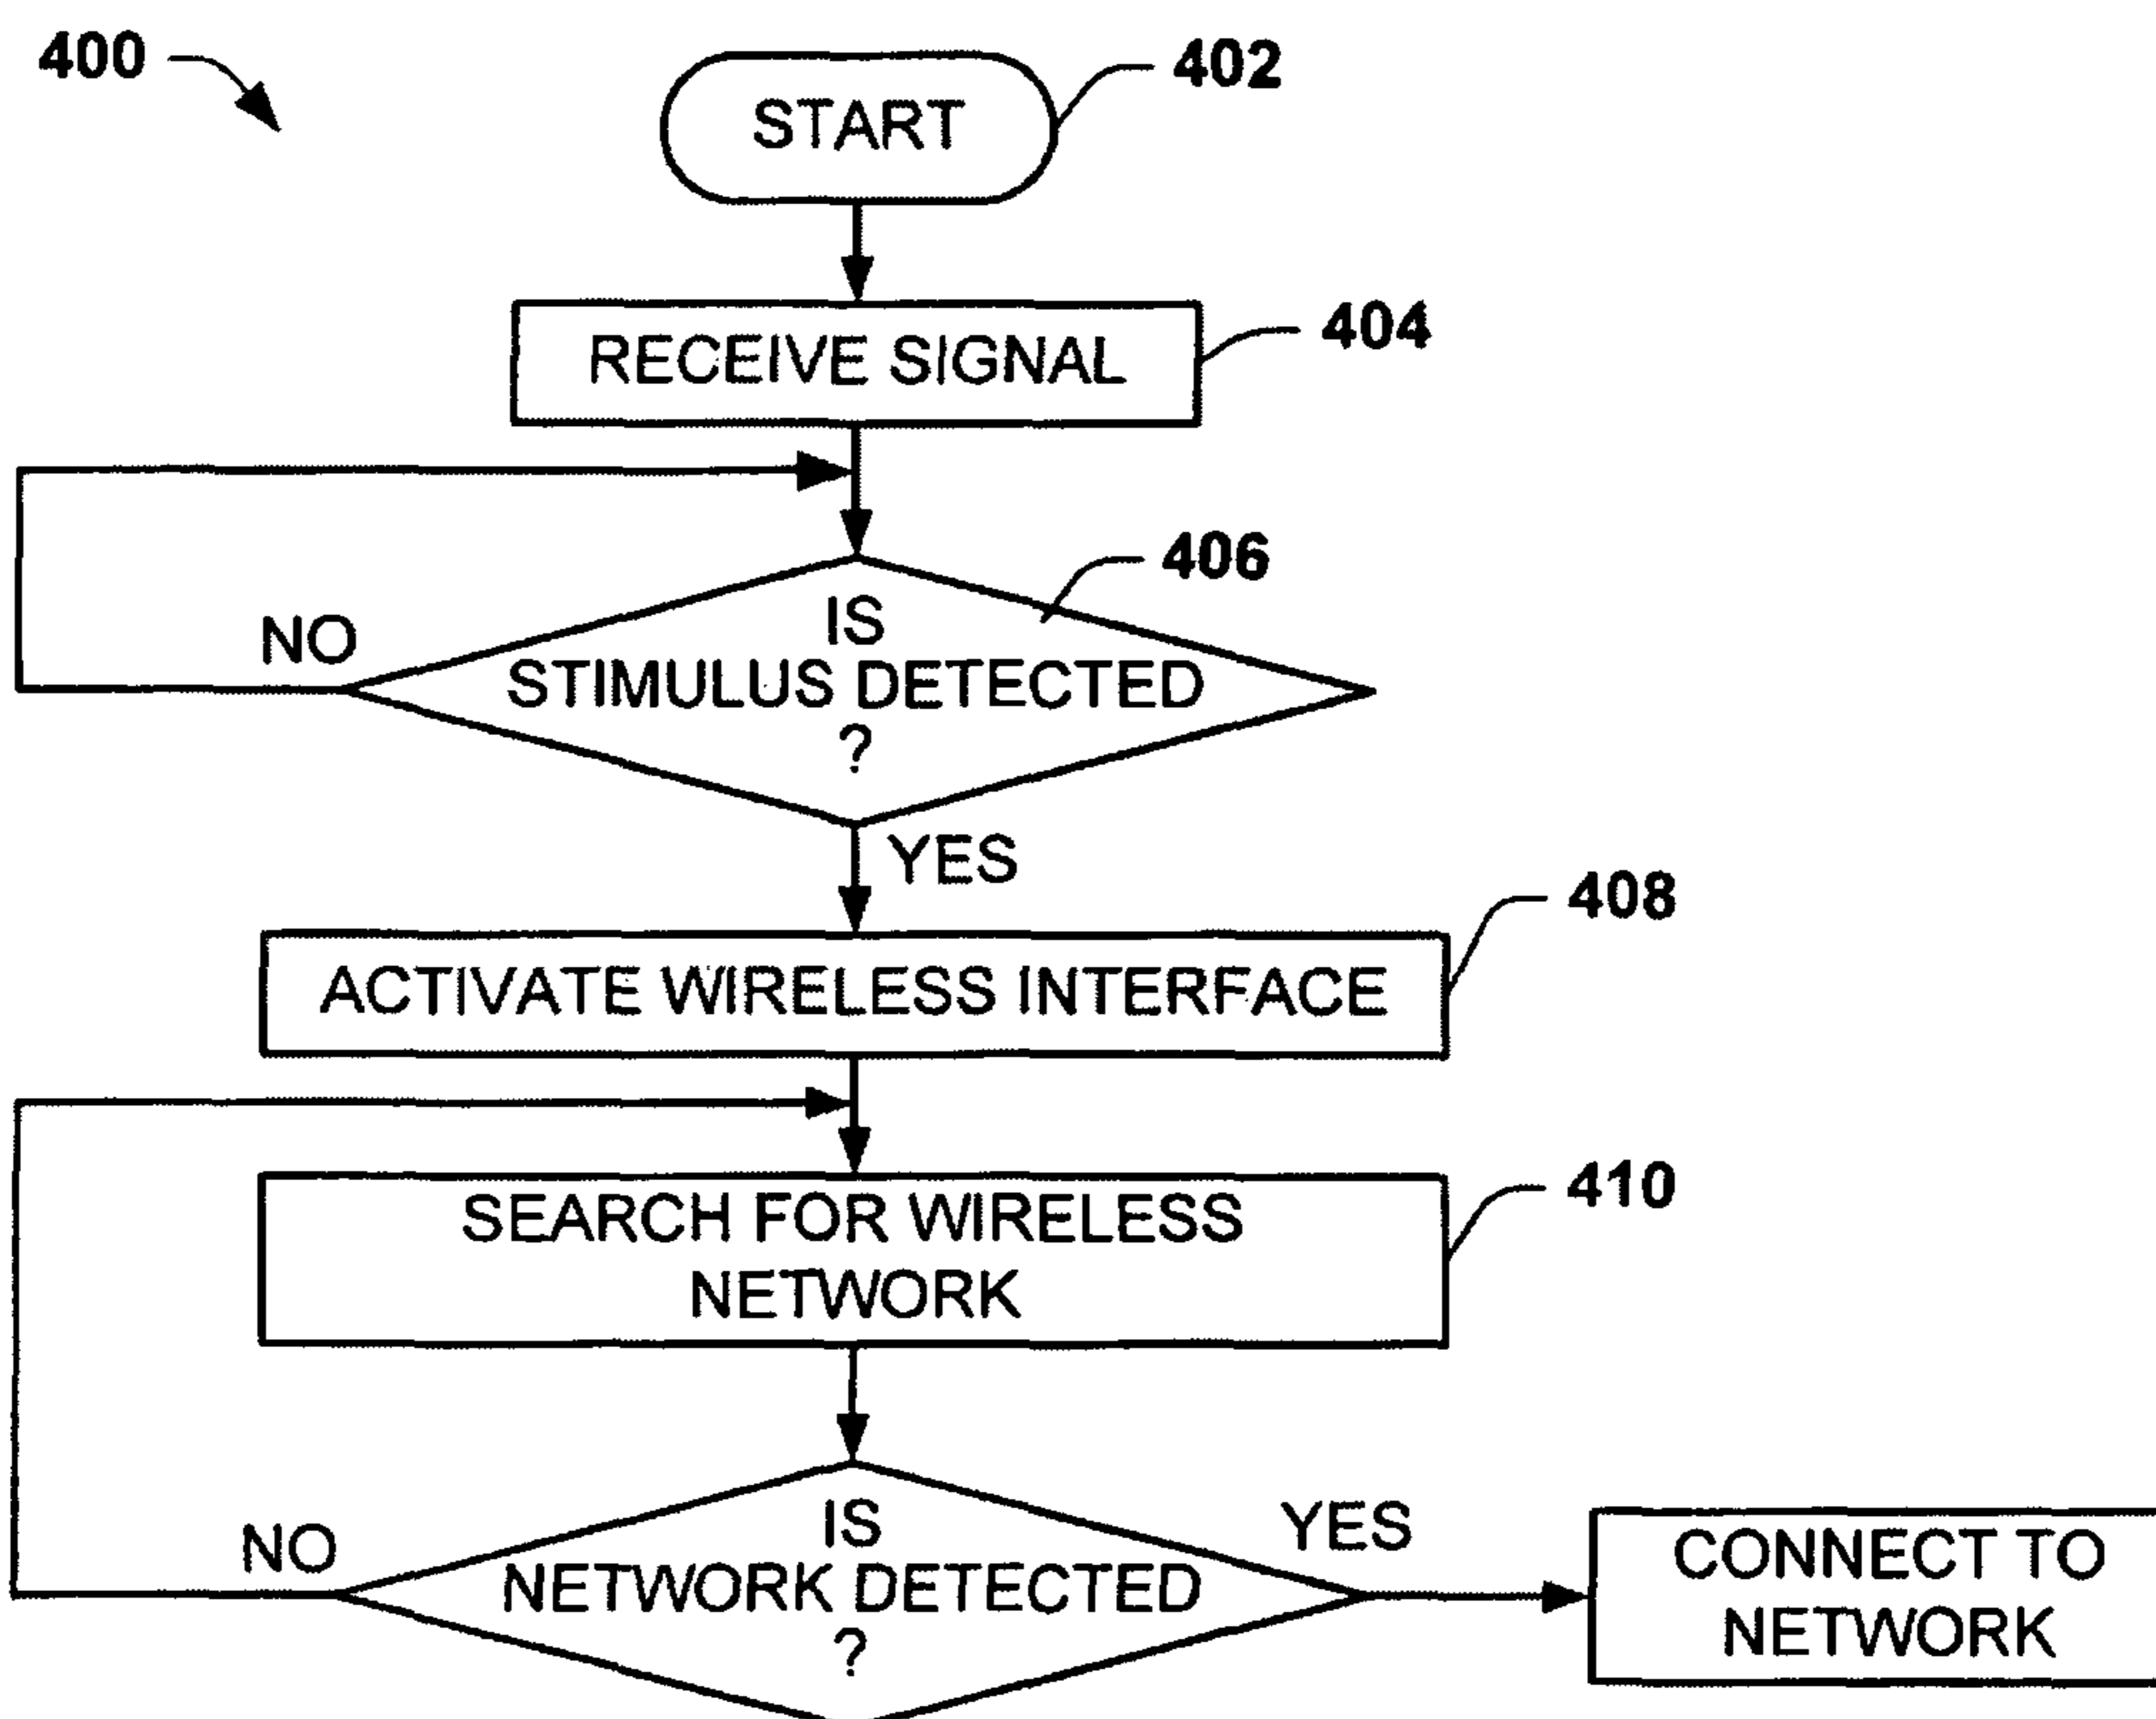 400
START
402
RECEIVE SIGNAL
404
406
IS
STIMULUS DETECTED
?
NO
YES
408
ACTIVATE WIRELESS INTERFACE
410
SEARCH FOR WIRELESS
NETWORK
IS
NETWORK DETECTED
?
NO
YES
CONNECT TO
NETWORK